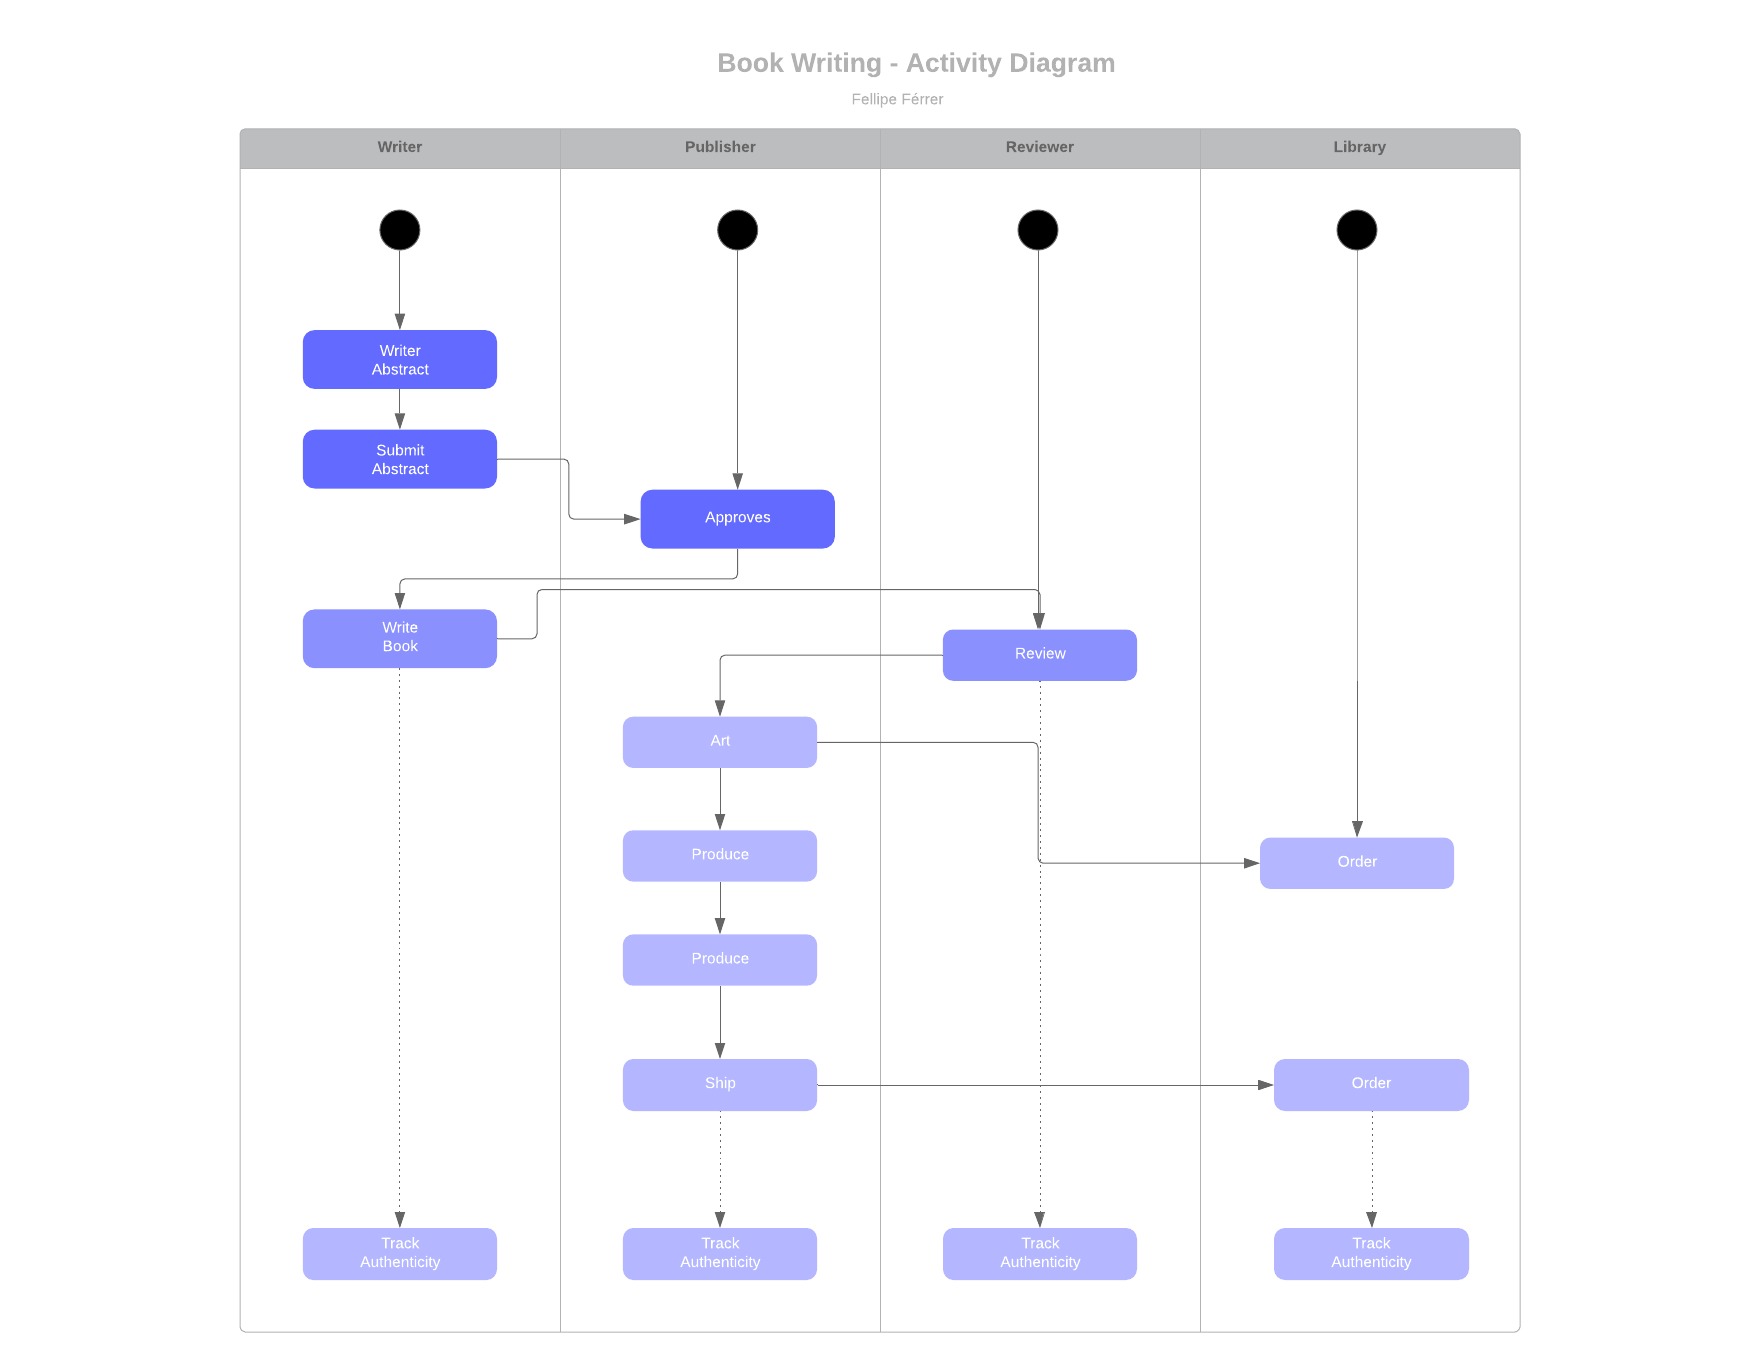 Book Writing - Activity Diagram
Fellipe Férrer
Writer
Publisher
Reviewer
Library
Writer
Abstract
Submit
Abstract
Approves
Write
Book
Review
Art
Produce
Order
Produce
Ship
Order
Track
Authenticity
Track
Authenticity
Track
Authenticity
Track
Authenticity